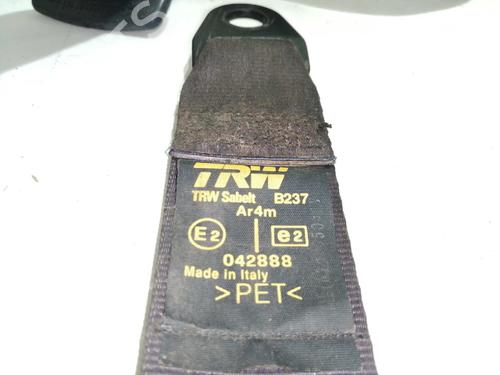 TRW
TRW Sabelt B237
Ar4m
E2 e2
042888
Made in Italy
>PET<